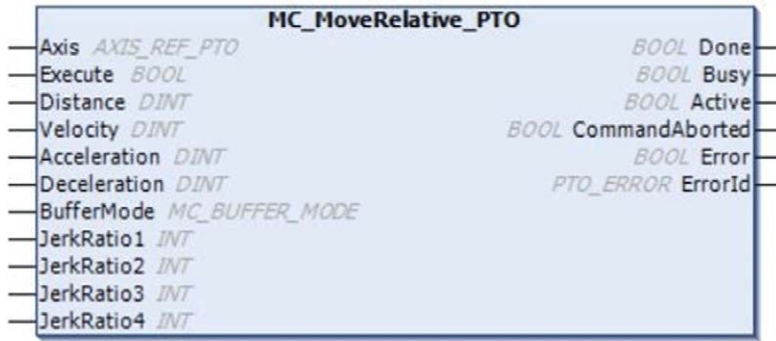 MC_MoveRelative_PTO
Axis AXIS_REF_PTO BOOL Done
Execute BOOL BOOL Busy
Distance DINT BOOL Active
Velocity DINT BOOL CommandAborted
Acceleration DINT BOOL Error
Deceleration DINT PTO_ERROR ErrorId
BufferMode MC_BUFFER_MODE
JerkRatio1 INT
JerkRatio2 INT
JerkRatio3 INT
JerkRatio4 INT